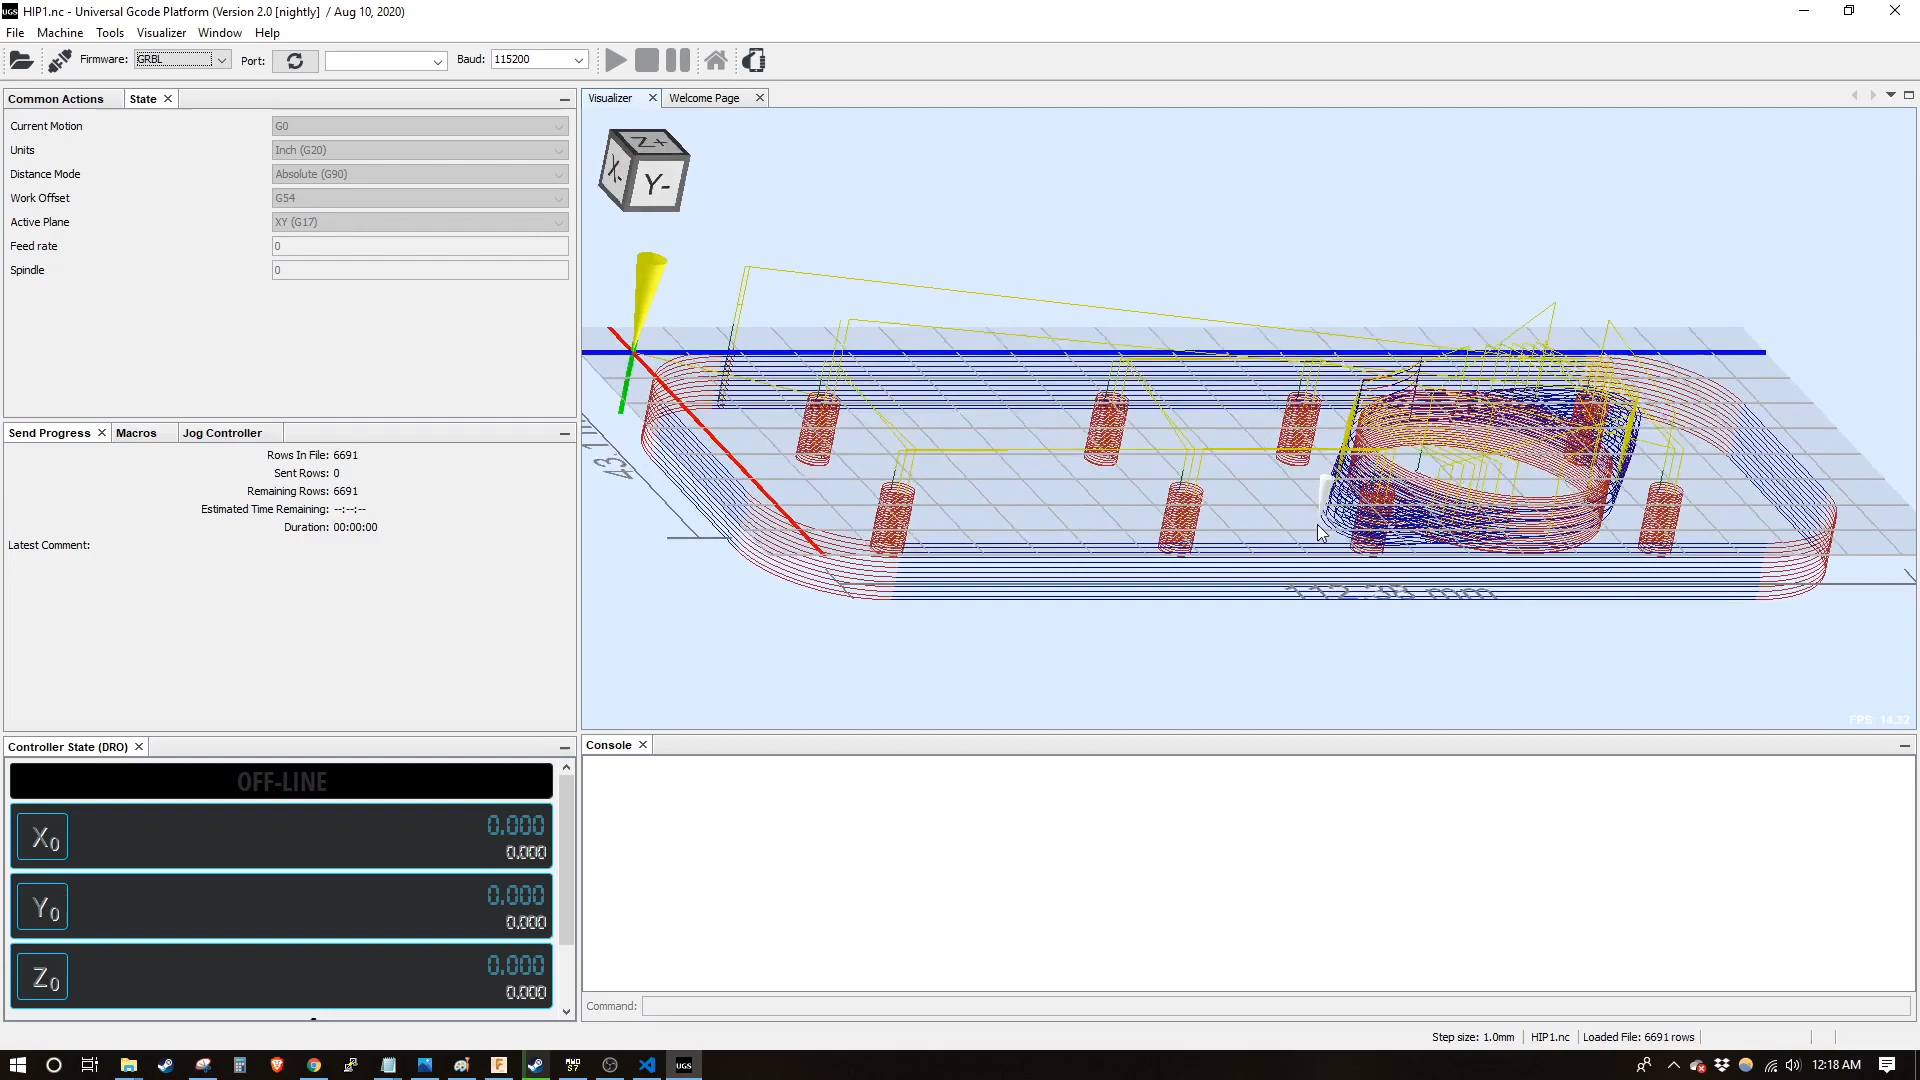 UGS HIP1.nc - Universal Gcode Platform (Version 2.0 [nightly]  / Aug 10, 2020)
File Machine Tools Visualizer Window Help
Firmware: GRBL Port: Baud: 115200
Common Actions State
Current Motion G0
Units Inch (G20)
Distance Mode Absolute (G90)
Work Offset G54
Active Plane XY (G17)
Feed rate 0
Spindle 0
Visualizer Welcome Page
Z+
X-
Y-
FPS: 14.32
Send Progress Macros Jog Controller
Rows In File: 6691
Sent Rows: 0
Remaining Rows: 6691
Estimated Time Remaining: --:--:--
Duration: 00:00:00
Latest Comment:
Controller State (DRO)
OFF-LINE
X0 0.000
0.000
Y0 0.000
0.000
Z0 0.000
0.000
Console
Command:
Step size: 1.0mm HIP1.nc Loaded File: 6691 rows
UGS
12:18 AM